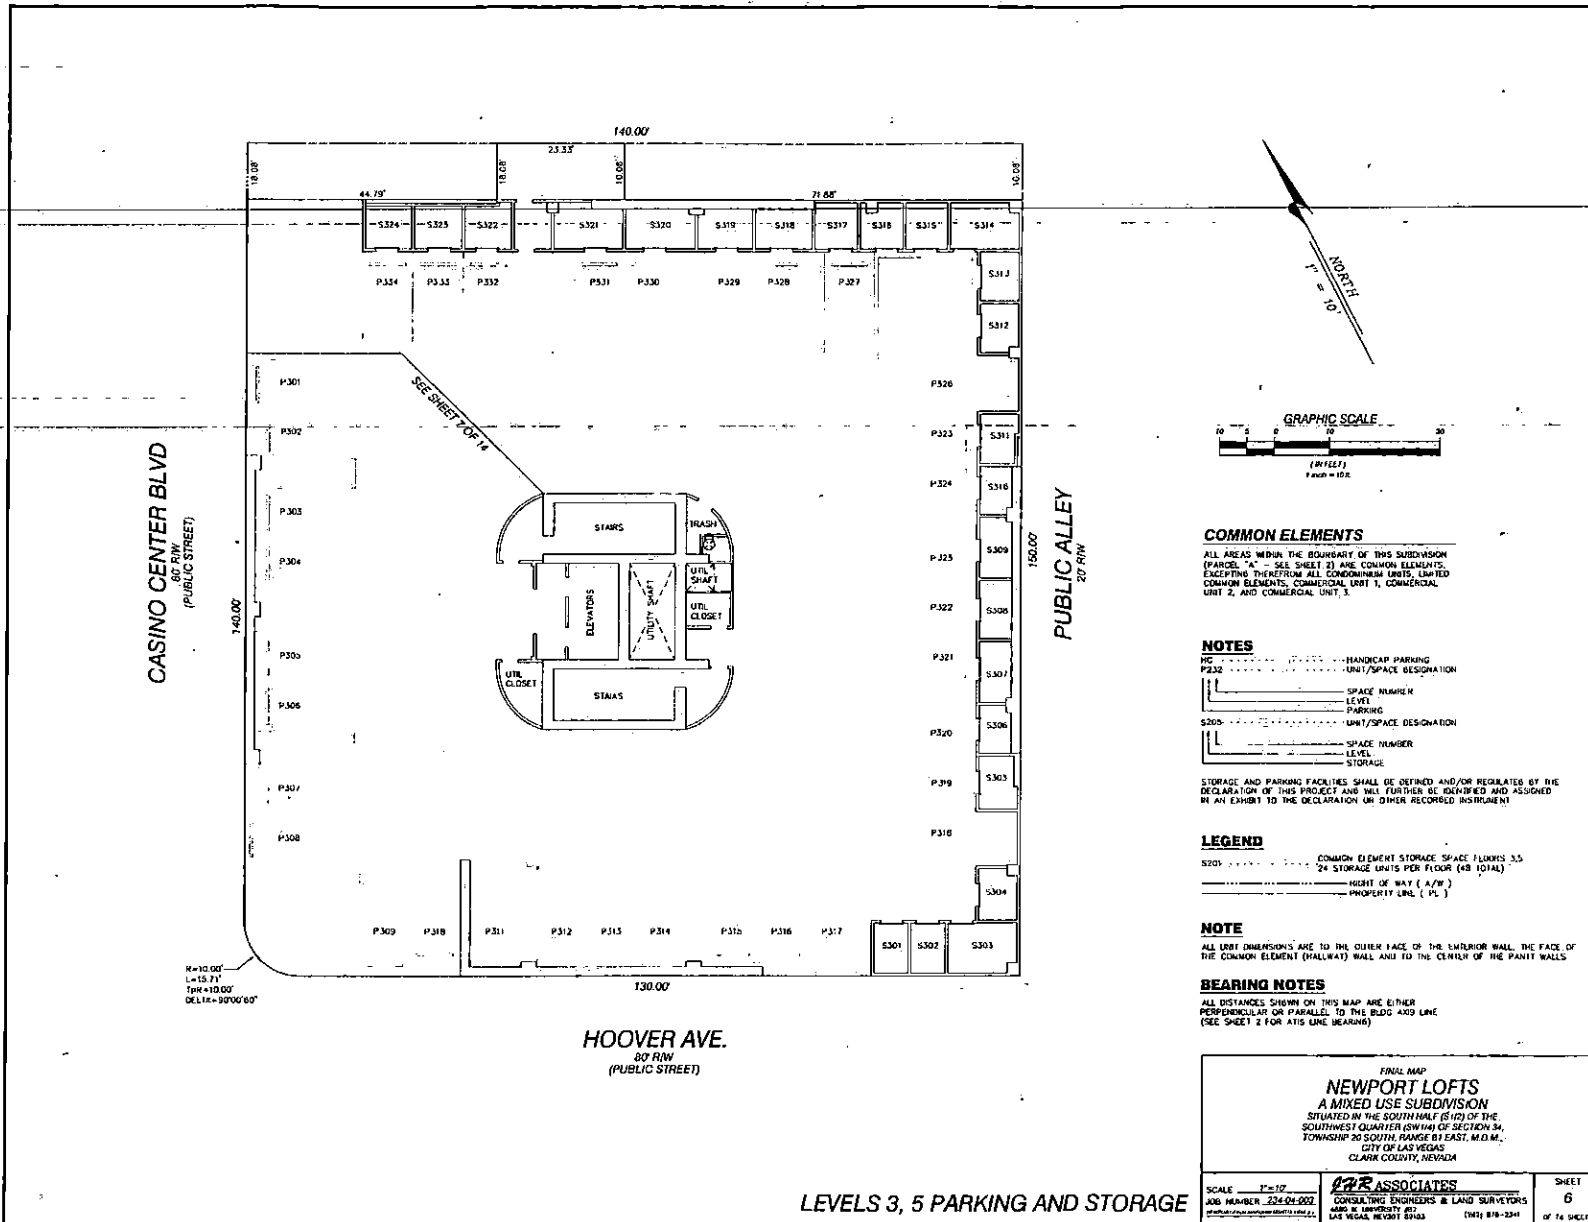 140.00'
23.33'
18.08'
18.08'
10.08'
10.08'
44.79'
71.88'
S324
S323
S322
S321
S320
S319
S318
S317
S316
S315
S314
P334
P333
P332
P331
P330
P329
P328
P327
S313
S312
P301
P302
P303
P304
P305
P306
P307
P308
SEE SHEET 7 OF 14
P326
P323
P324
P325
P322
P321
P320
P319
P318
S311
S310
S309
S308
S307
S306
S305
S304
STAIRS
TRASH
UTIL
SHAFT
UTIL
CLOSET
ELEVATORS
UTILITY SHAFT
UTIL
CLOSET
STAIRS
CASINO CENTER BLVD
80' R/W
(PUBLIC STREET)
140.00'
150.00'
PUBLIC ALLEY
20' R/W
P309
P310
P311
P312
P313
P314
P315
P316
P317
S301
S302
S303
R=10.00'
L=15.71'
130.00'
HOOVER AVE.
80' R/W
(PUBLIC STREET)
NORTH
1" = 10'
GRAPHIC SCALE
10 5 0 10 20
( IN FEET )
1 inch = 10 ft.
COMMON ELEMENTS
ALL AREAS WITHIN THE BOUNDARY OF THIS SUBDIVISION
(PARCEL "A" - SEE SHEET 2) ARE COMMON ELEMENTS,
EXCEPTING THEREFROM ALL CONDOMINIUM UNITS, LIMITED
COMMON ELEMENTS, COMMERCIAL UNIT 1, COMMERCIAL
UNIT 2, AND COMMERCIAL UNIT 3.
NOTES
HC HANDICAP PARKING
P232 UNIT/SPACE DESIGNATION
SPACE NUMBER
LEVEL
PARKING
S205 UNIT/SPACE DESIGNATION
SPACE NUMBER
LEVEL
STORAGE
STORAGE AND PARKING FACILITIES SHALL BE DEFINED AND/OR REGULATED BY THE
DECLARATION OF THIS PROJECT AND WILL FURTHER BE IDENTIFIED AND ASSIGNED
IN AN EXHIBIT TO THE DECLARATION OR OTHER RECORDED INSTRUMENT
LEGEND
S201 COMMON ELEMENT STORAGE SPACE FLOORS 3,5
24 STORAGE UNITS PER FLOOR (48 TOTAL)
RIGHT OF WAY ( R/W )
PROPERTY LINE ( PL )
NOTE
ALL UNIT DIMENSIONS ARE TO THE OUTER FACE OF THE EXTERIOR WALL, THE FACE OF
THE COMMON ELEMENT (HALLWAY) WALL AND TO THE CENTER OF THE PARTY WALLS
BEARING NOTES
ALL DISTANCES SHOWN ON THIS MAP ARE EITHER
PERPENDICULAR OR PARALLEL TO THE BLDG AXIS LINE
(SEE SHEET 2 FOR AXIS LINE BEARING)
FINAL MAP
NEWPORT LOFTS
A MIXED USE SUBDIVISION
SITUATED IN THE SOUTH HALF (S1/2) OF THE
SOUTHWEST QUARTER (SW1/4) OF SECTION 34,
TOWNSHIP 20 SOUTH, RANGE 61 EAST, M.D.M.,
CITY OF LAS VEGAS
CLARK COUNTY, NEVADA
SCALE 1"=10'
JOB NUMBER 234-04-003
JHR ASSOCIATES
CONSULTING ENGINEERS & LAND SURVEYORS
LAS VEGAS, NEVADA
SHEET
6
OF 14 SHEETS
LEVELS 3, 5 PARKING AND STORAGE